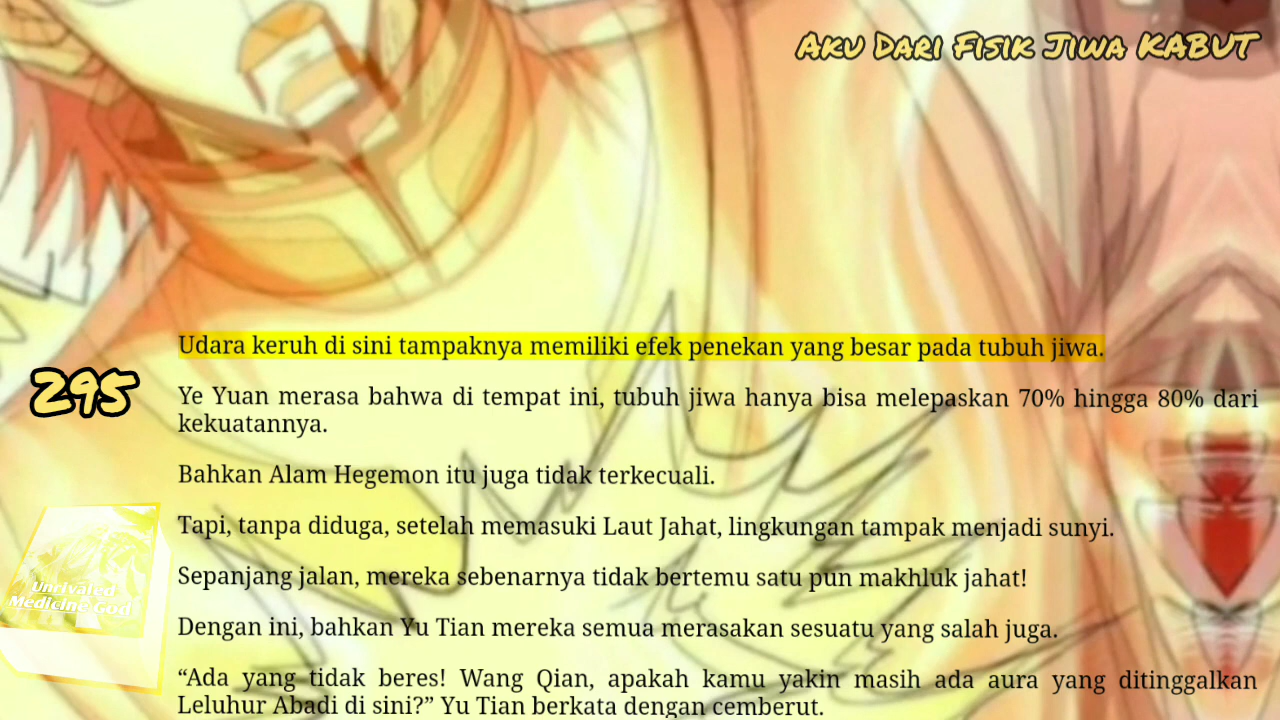 Aku Dari Fisik Jiwa KABUT
Udara keruh di sini tampaknya memiliki efek penekan yang besar pada tubuh jiwa.
295
Ye Yuan merasa bahwa di tempat ini, tubuh jiwa hanya bisa melepaskan 70% hingga 80% dari
kekuatannya.
Bahkan Alam Hegemon itu juga tidak terkecuali.
Tapi, tanpa diduga, setelah memasuki Laut Jahat, lingkungan tampak menjadi sunyi.
Sepanjang jalan, mereka sebenarnya tidak bertemu satu pun makhluk jahat!
Unrivaled
Medicine God
Dengan ini, bahkan Yu Tian mereka semua merasakan sesuatu yang salah juga.
“Ada yang tidak beres! Wang Qian, apakah kamu yakin masih ada aura yang ditinggalkan
Leluhur Abadi di sini?” Yu Tian berkata dengan cemberut.